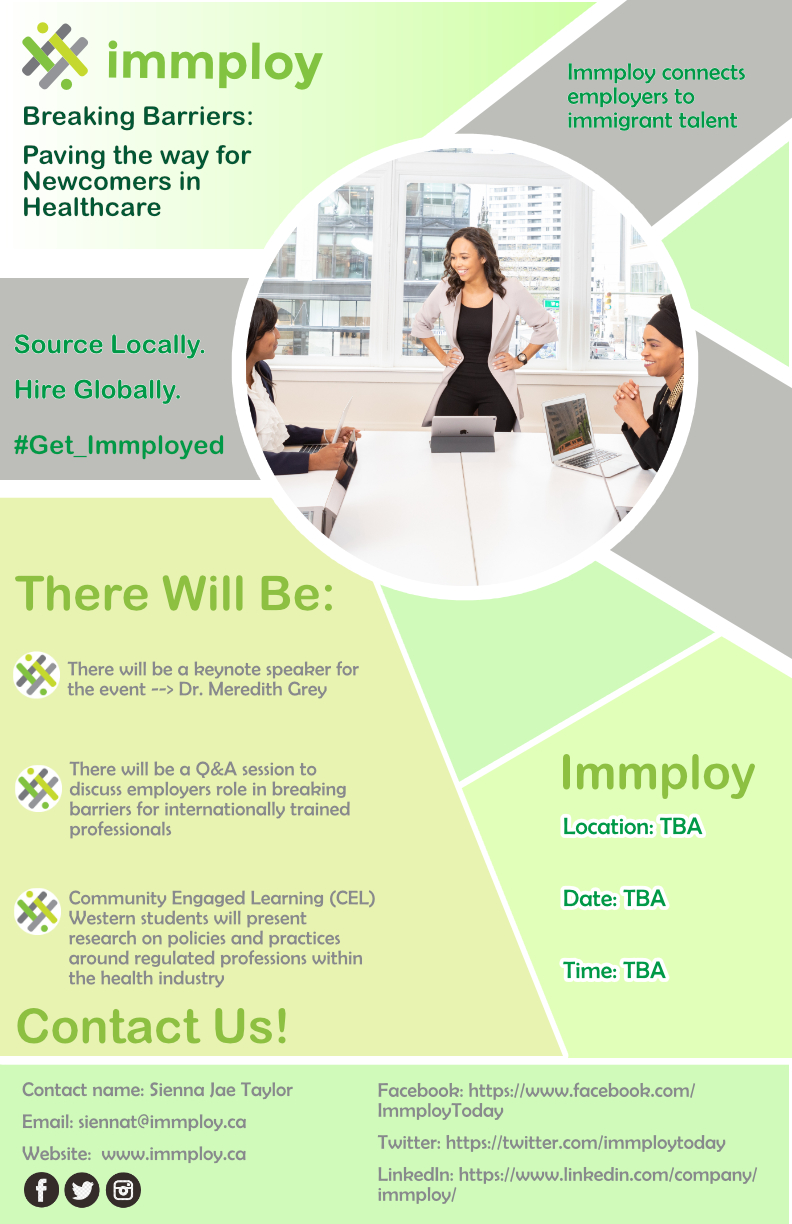 immploy
Breaking Barriers:
Paving the way for
Newcomers in
Healthcare
Immploy connects
employers to
immigrant talent
Source Locally.
Hire Globally.
#Get_Immployed
There Will Be:
There will be a keynote speaker for
the event --> Dr. Meredith Grey
There will be a Q&A session to
discuss employers role in breaking
barriers for internationally trained
professionals
Community Engaged Learning (CEL)
Western students will present
research on policies and practices
around regulated professions within
the health industry
Immploy
Location: TBA
Date: TBA
Time: TBA
Contact Us!
Contact name: Sienna Jae Taylor
Email: siennat@immploy.ca
Website: www.immploy.ca
Facebook: https://www.facebook.com/
ImmployToday
Twitter: https://twitter.com/immploytoday
LinkedIn: https://www.linkedin.com/company/
immploy/